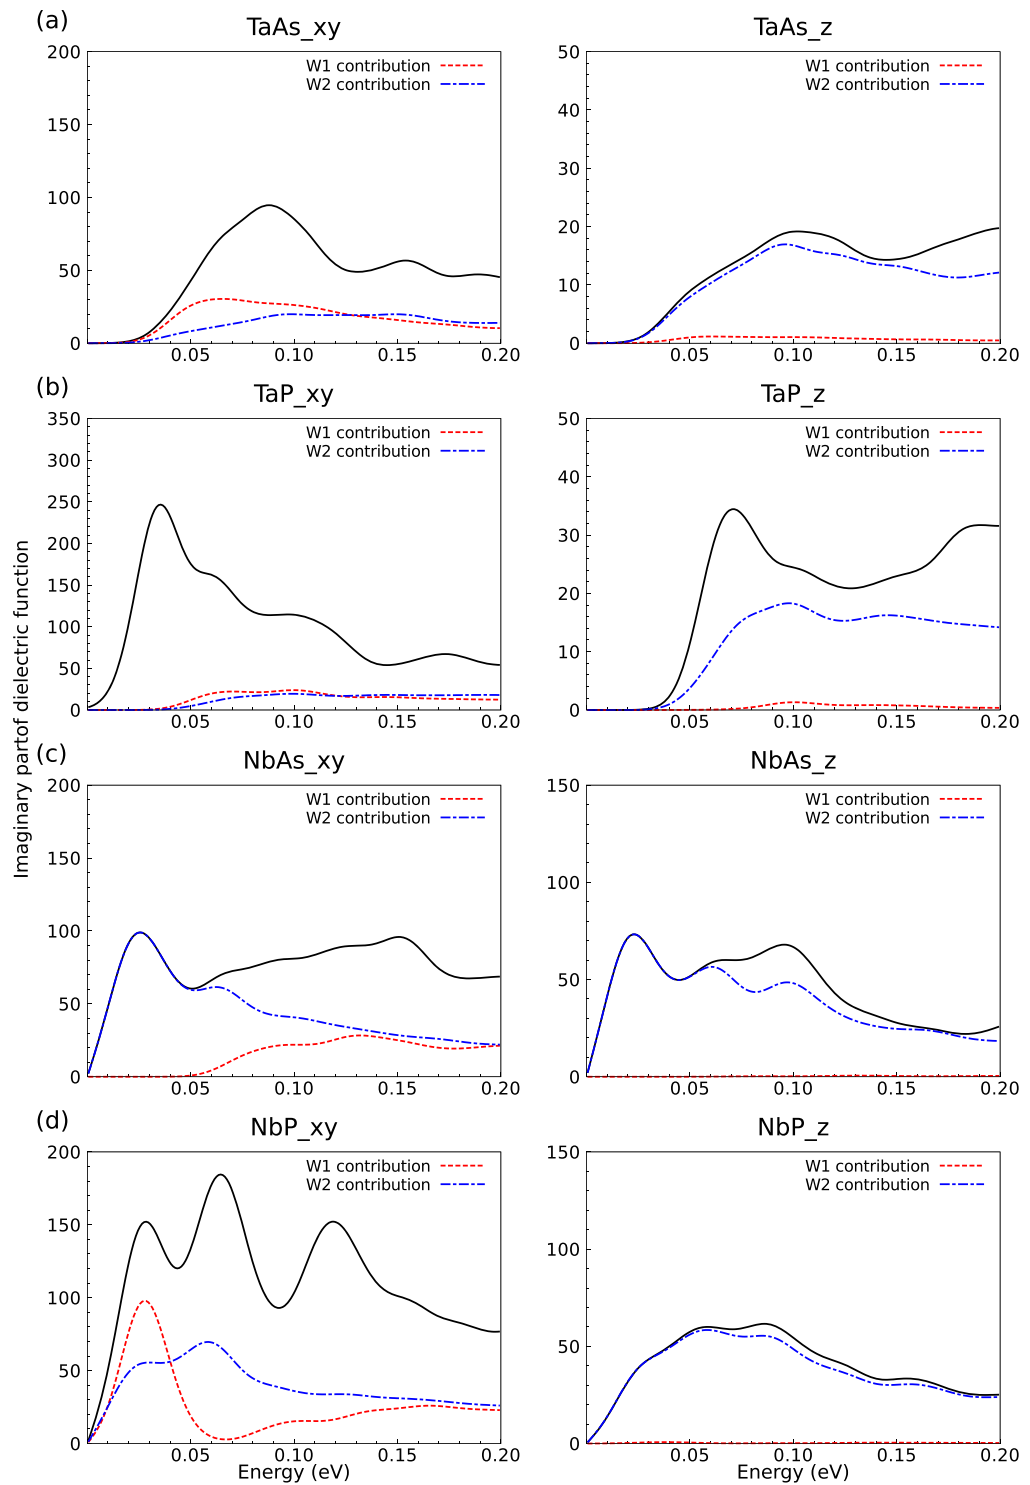 (a)
TaAs_xy
TaAs_z
200
150
100
50
0
W1 contribution
W2 contribution
0.05
0.10
0.15
0.20
50
40
30
20
10
0
W1 contribution
W2 contribution
0.05
0.10
0.15
0.20
(b)
TaP_xy
TaP_z
350
300
250
200
150
100
50
0
W1 contribution
W2 contribution
0.05
0.10
0.15
0.20
50
40
30
20
10
0
W1 contribution
W2 contribution
0.05
0.10
0.15
0.20
Imaginary partof dielectric function
(c)
NbAs_xy
NbAs_z
200
150
100
50
0
W1 contribution
W2 contribution
0.05
0.10
0.15
0.20
150
100
50
0
W1 contribution
W2 contribution
0.05
0.10
0.15
0.20
(d)
NbP_xy
NbP_z
200
150
100
50
0
W1 contribution
W2 contribution
0.05
0.10
0.15
0.20
Energy (eV)
150
100
50
0
W1 contribution
W2 contribution
0.05
0.10
0.15
0.20
Energy (eV)